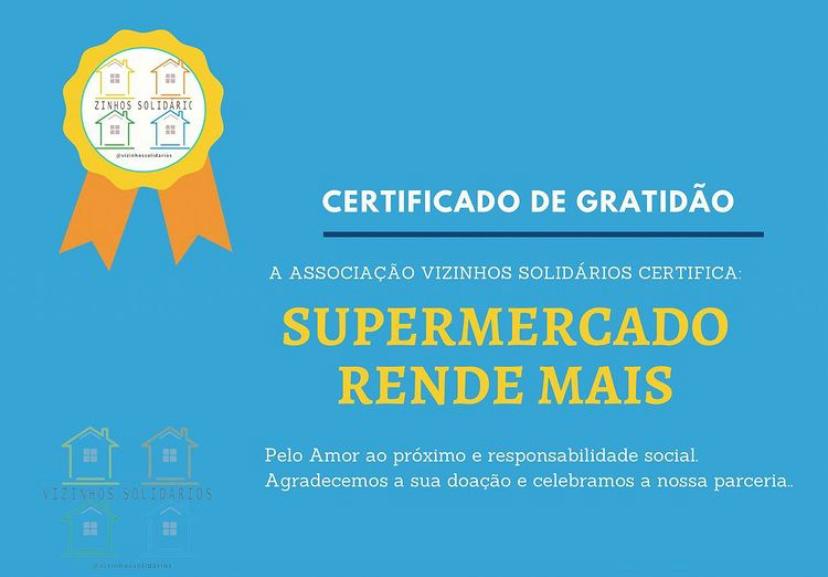 ZINHOS SOLIDÁRIC
@vizinhossolidarios
CERTIFICADO DE GRATIDÃO
A ASSOCIAÇÃO VIZINHOS SOLIDÁRIOS CERTIFICA:
SUPERMERCADO
RENDE MAIS
Pelo Amor ao próximo e responsabilidade social.
Agradecemos a sua doação e celebramos a nossa parceria..
VIZINHOS SOLIDÁRIOS
@vizinhossolidarios